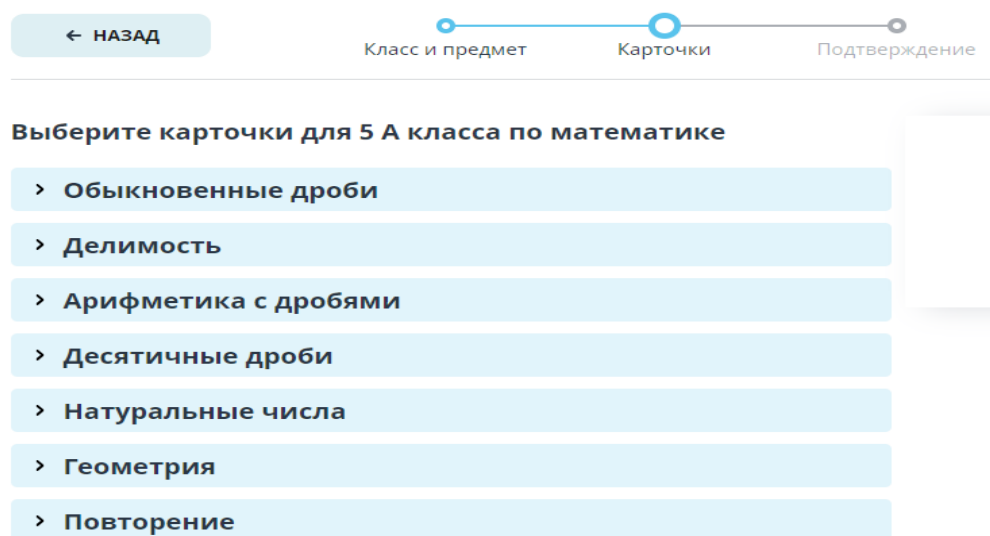 ← НАЗАД
Класс и предмет Карточки Подтверждение
Выберите карточки для 5 А класса по математике
> Обыкновенные дроби
> Делимость
> Арифметика с дробями
> Десятичные дроби
> Натуральные числа
> Геометрия
> Повторение